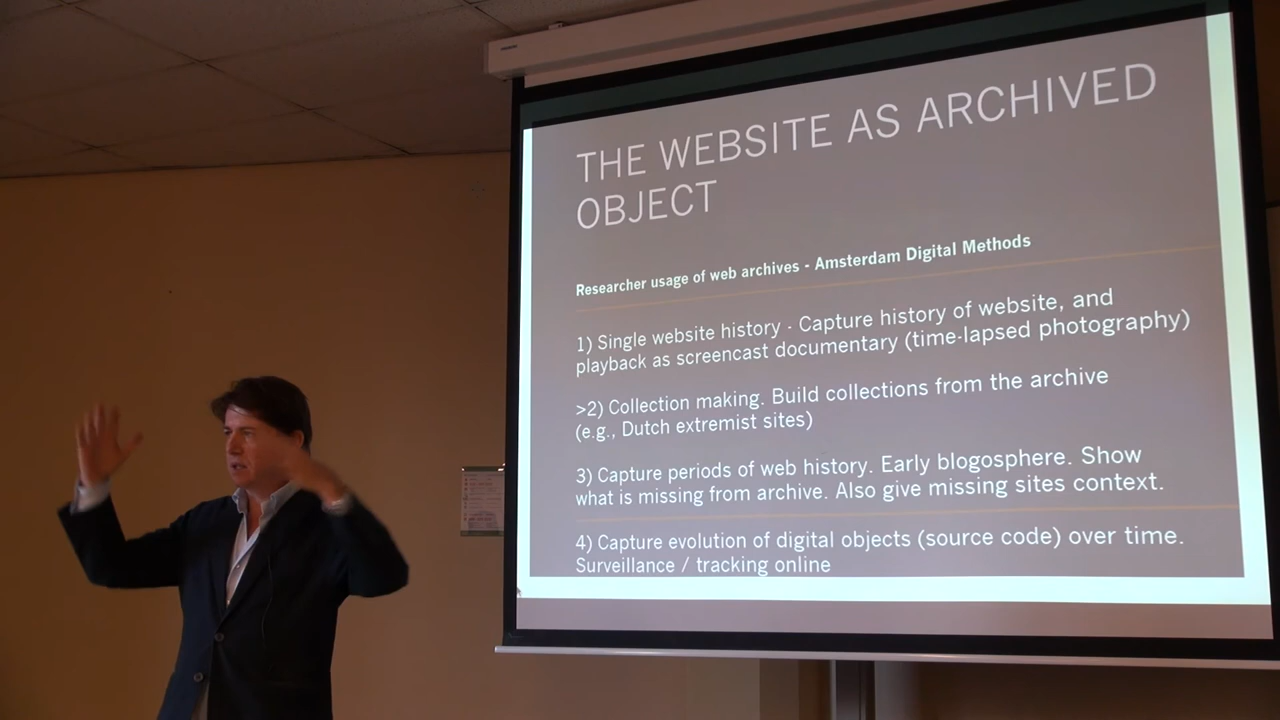 THE WEBSITE AS ARCHIVED
OBJECT
Researcher usage of web archives - Amsterdam Digital Methods
1) Single website history - Capture history of website, and
playback as screencast documentary (time-lapsed photography)
>2) Collection making. Build collections from the archive
(e.g., Dutch extremist sites)
3) Capture periods of web history. Early blogosphere. Show
what is missing from archive. Also give missing sites context.
4) Capture evolution of digital objects (source code) over time.
Surveillance / tracking online